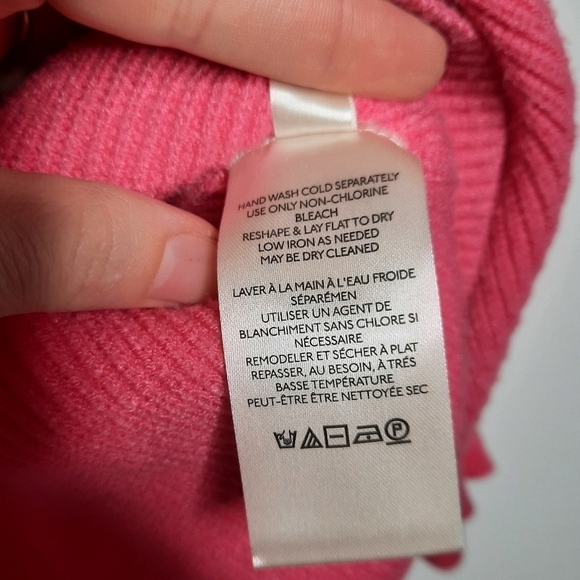 HAND WASH COLD SEPARATELY
USE ONLY NON-CHLORINE
BLEACH
RESHAPE & LAY FLAT TO DRY
LOW IRON AS NEEDED
MAY BE DRY CLEANED
LAVER À LA MAIN À L'EAU FROIDE
SÉPARÉMEN
UTILISER UN AGENT DE
BLANCHIMENT SANS CHLORE SI
NÉCESSAIRE
REMODELER ET SÉCHER À PLAT
REPASSER, AU BESOIN, À TRÉS
BASSE TEMPÉRATURE
PEUT-ÊTRE ÊTRE NETTOYÉE SEC
P